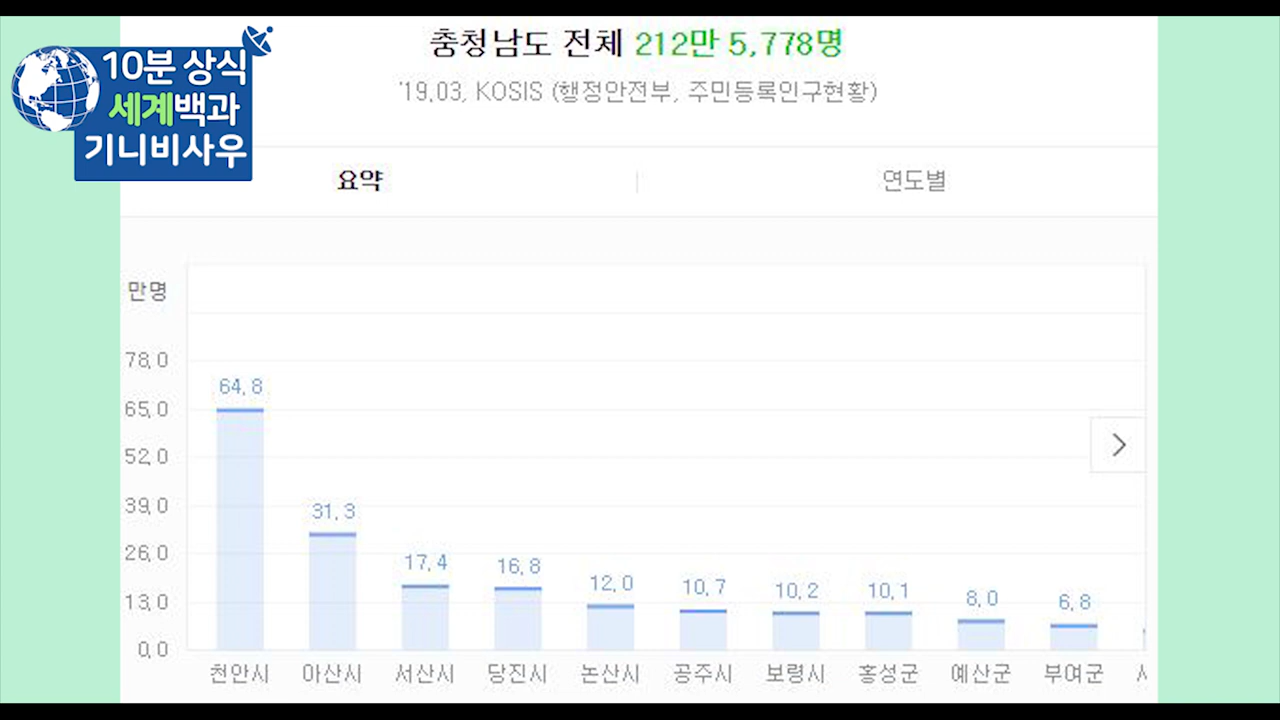 10분 상식
세계백과
기니비사우
충청남도 전체 212만 5,778명
'19.03, KOSIS (행정안전부, 주민등록인구현황)
요약
연도별
만명
78.0
65.0
52.0
39.0
26.0
13.0
0.0
64.8
31.3
17.4
16.8
12.0
10.7
10.2
10.1
8.0
6.8
천안시 아산시 서산시 당진시 논산시 공주시 보령시 홍성군 예산군 부여군